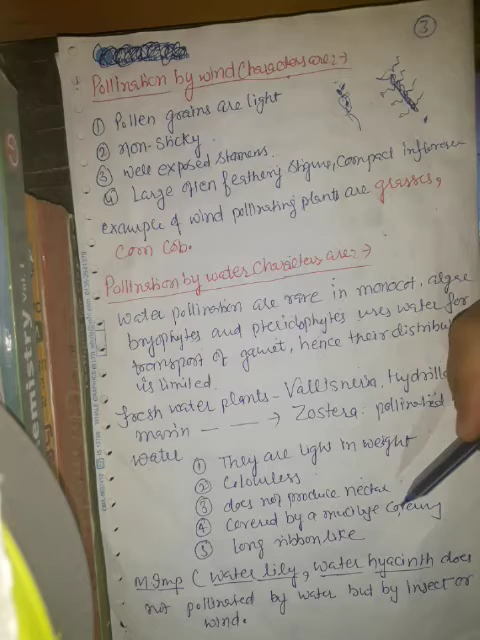 3
Pollination by wind Characters are:→
① Pollen grains are light
② non-sticky.
③ well exposed stamens.
④ Large often feathery stigma, compact
example of wind pollinating plants are grasses,
Corn Cob.
Pollination by water Characters are:→
water pollination are rare in monocot, algae
bryophytes and pteridophytes uses water for
transport of gamet, hence their distribu
is limited.
fresh water plants - Hydrilla
marin - - - → Zostera. pollinated
water
① They are light in weight
② Colourless
③ does not produce nectar
④ Covered by a
⑤ long ribbon like
M Imp (water lily, water hyacinth does
not pollinated by water but by insect or
wind.